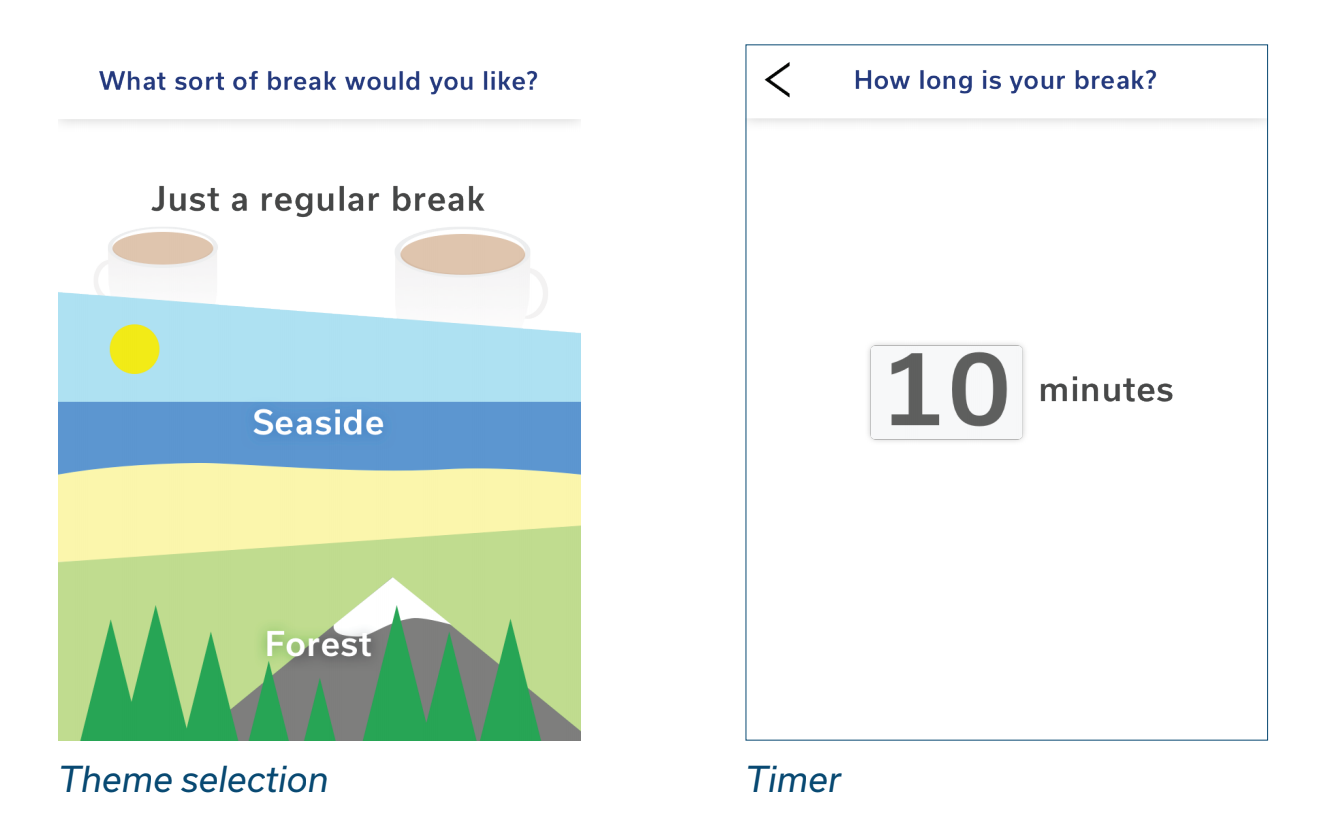 What sort of break would you like?
Just a regular break
Seaside
Forest
Theme selection
How long is your break?
10 minutes
Timer